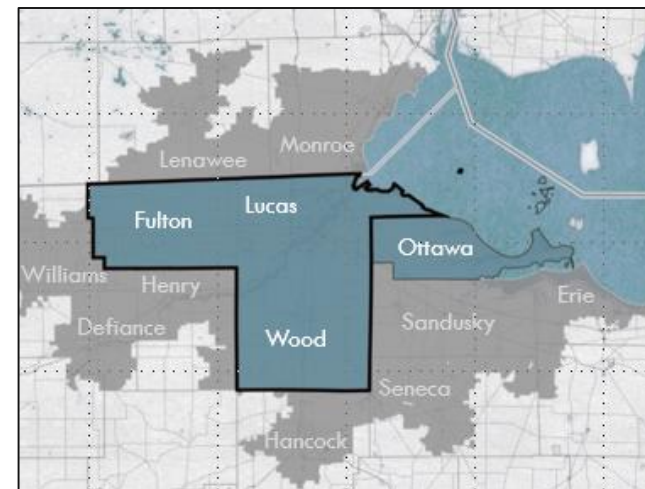 Monroe
Lenawee
Lucas
Fulton
Ottawa
Williams
Henry
Erie
Defiance
Sandusky
Wood
Seneca
Hancock